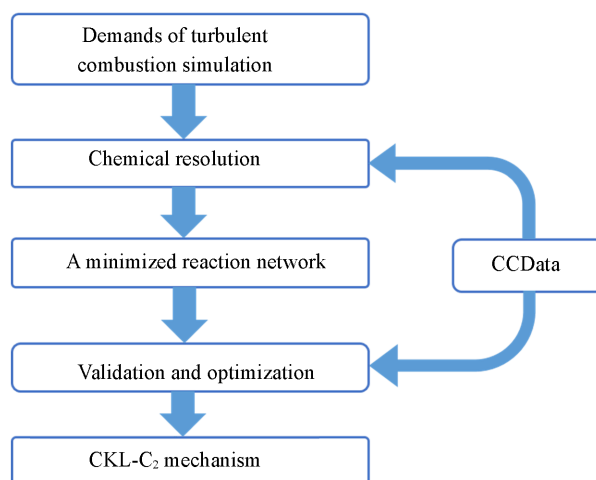 Demands of turbulent
combustion simulation
Chemical resolution
A minimized reaction network
CCData
Validation and optimization
CKL-C₂ mechanism